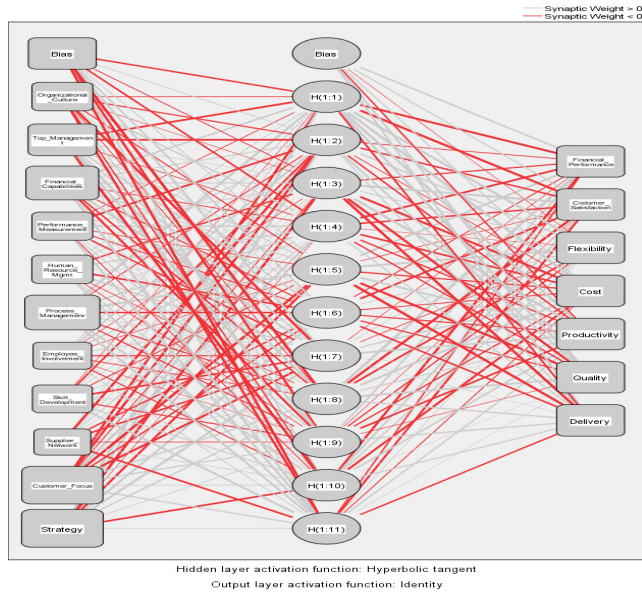 Synaptic Weight > 0
Synaptic Weight < 0
Bias
Organizational
_Culture
Top_Managemen
t
Financial_
Capabilities
Performance_
Measurement
Human_
Resource_
Mgmt
Process_
Management
Employee_
Involvement
Skill_
Development
Supplier_
Network
Customer_Focus
Strategy
Bias
H(1:1)
H(1:2)
H(1:3)
H(1:4)
H(1:5)
H(1:6)
H(1:7)
H(1:8)
H(1:9)
H(1:10)
H(1:11)
Financial_
Performance
Cistomer_
Satisfaction
Flexibility
Cost
Productivity
Quality
Delivery
Hidden layer activation function: Hyperbolic tangent
Output layer activation function: Identity